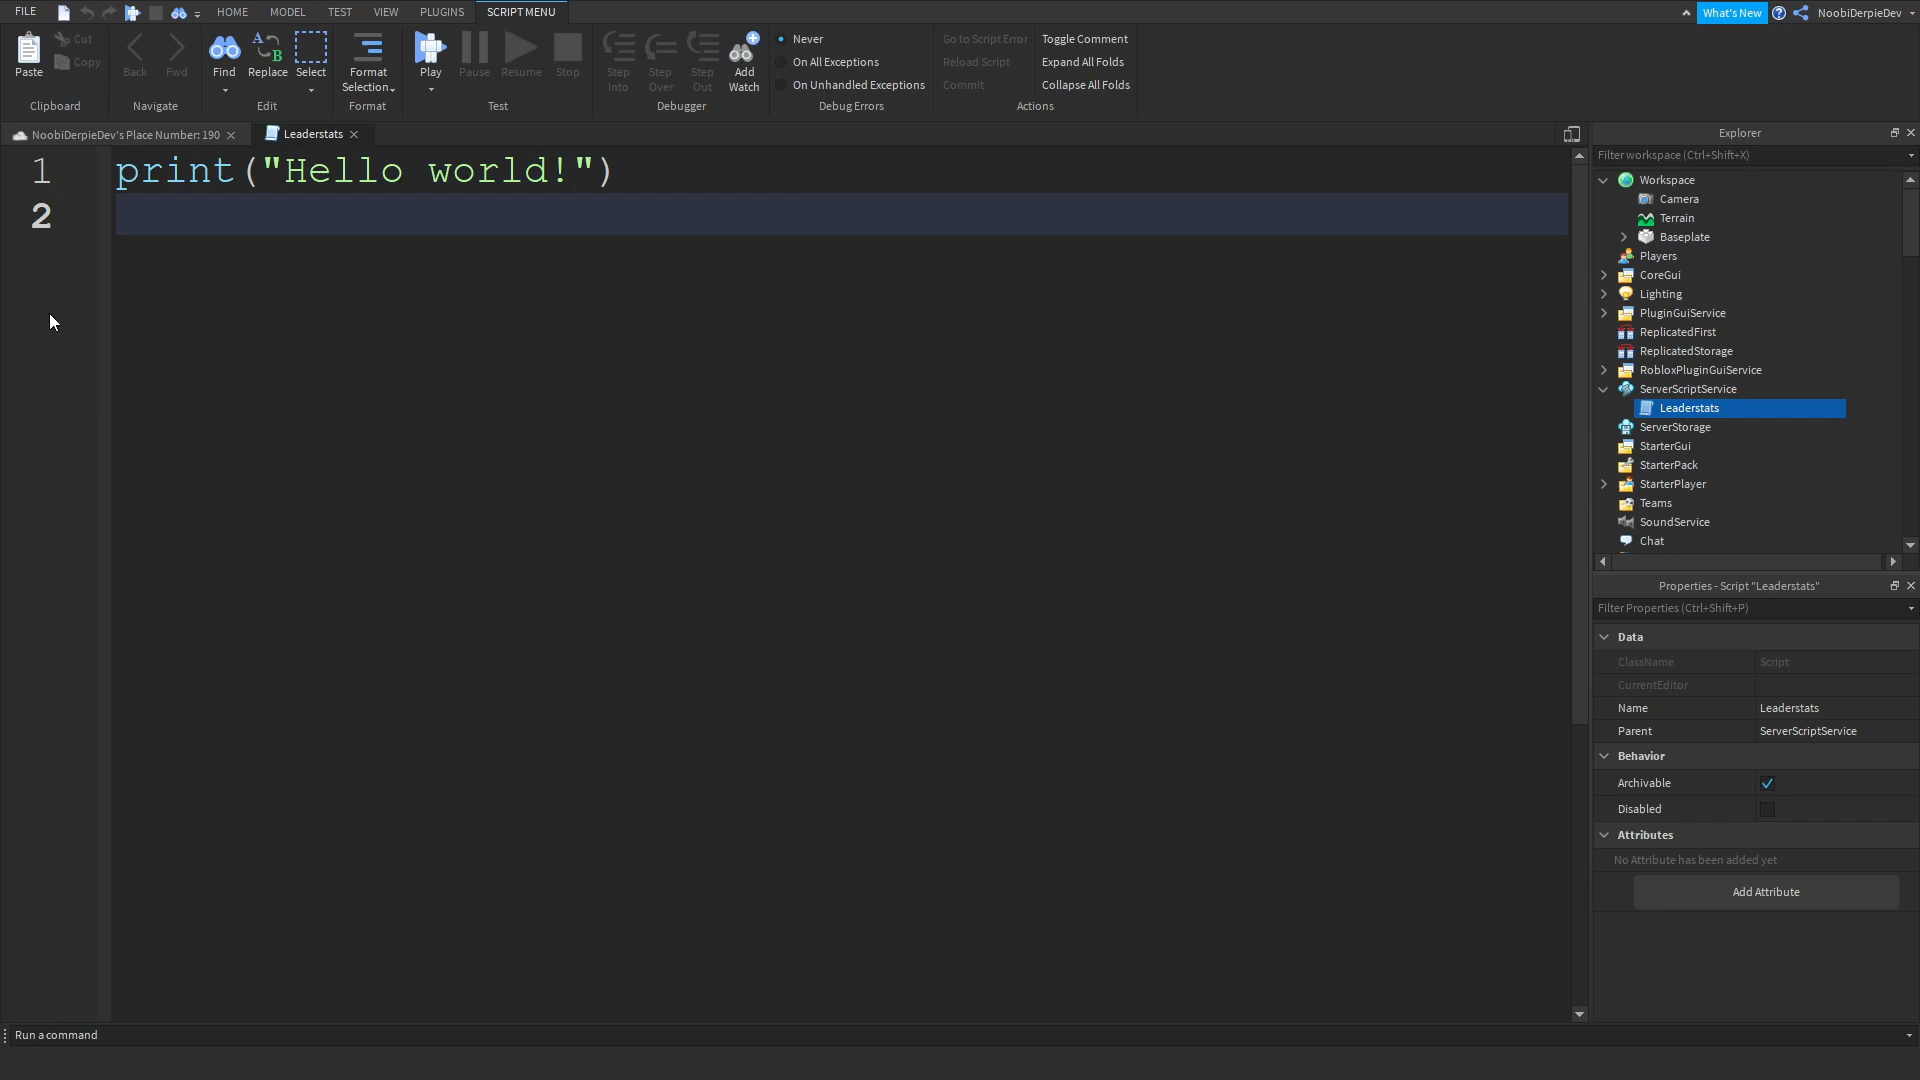 FILE HOME MODEL TEST VIEW PLUGINS SCRIPT MENU What's New NoobiDerpieDev
Paste Cut Copy
Clipboard
Back Fwd
Navigate
Find Replace Select
Edit
Format Selection
Format
Play Pause Resume Stop
Test
Step Into Step Over Step Out Add Watch
Debugger
Never
On All Exceptions
On Unhandled Exceptions
Debug Errors
Go to Script Error Toggle Comment
Reload Script Expand All Folds
Commit Collapse All Folds
Actions
NoobiDerpieDev's Place Number: 190 Leaderstats
1 print("Hello world!")
2
Explorer
Filter workspace (Ctrl+Shift+X)
Workspace
Camera
Terrain
Baseplate
Players
CoreGui
Lighting
PluginGuiService
ReplicatedFirst
ReplicatedStorage
RobloxPluginGuiService
ServerScriptService
Leaderstats
ServerStorage
StarterGui
StarterPack
StarterPlayer
Teams
SoundService
Chat
Properties - Script "Leaderstats"
Filter Properties (Ctrl+Shift+P)
Data
ClassName Script
CurrentEditor
Name Leaderstats
Parent ServerScriptService
Behavior
Archivable
Disabled
Attributes
No Attribute has been added yet
Add Attribute
Run a command